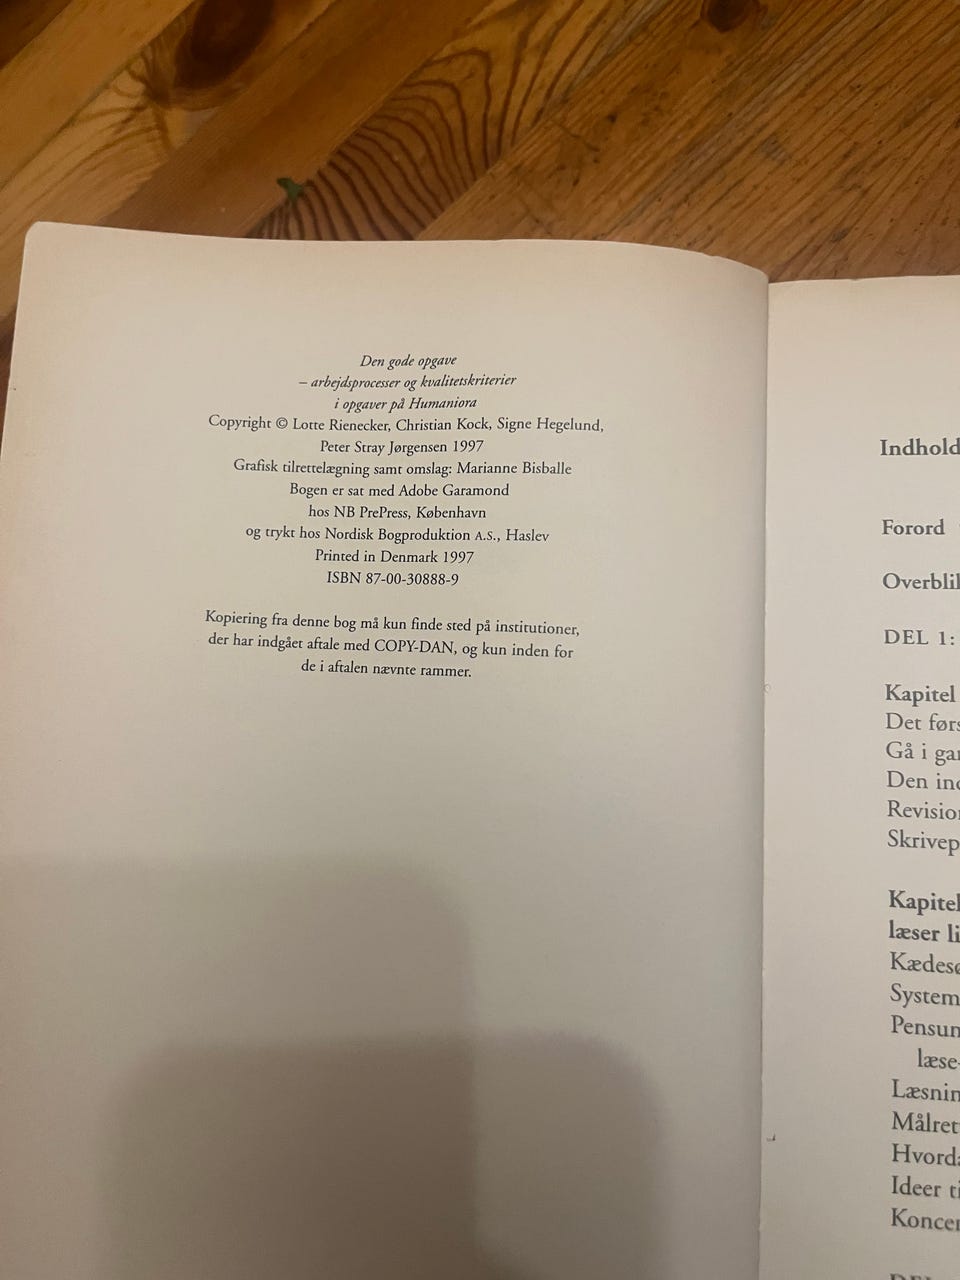 Den gode opgave
– arbejdsprocesser og kvalitetskriterier
i opgaver på Humaniora
Copyright © Lotte Rienecker, Christian Kock, Signe Hegelund,
Peter Stray Jørgensen 1997
Grafisk tilrettelægning samt omslag: Marianne Bisballe
Bogen er sat med Adobe Garamond
hos NB PrePress, København
og trykt hos Nordisk Bogproduktion A.S., Haslev
Printed in Denmark 1997
ISBN 87-00-30888-9
Kopiering fra denne bog må kun finde sted på institutioner,
der har indgået aftale med COPY-DAN, og kun inden for
de i aftalen nævnte rammer.
Indhold
Forord
DEL 1:
Kapitel
Det
Gå i
Den
Kapitel
læser